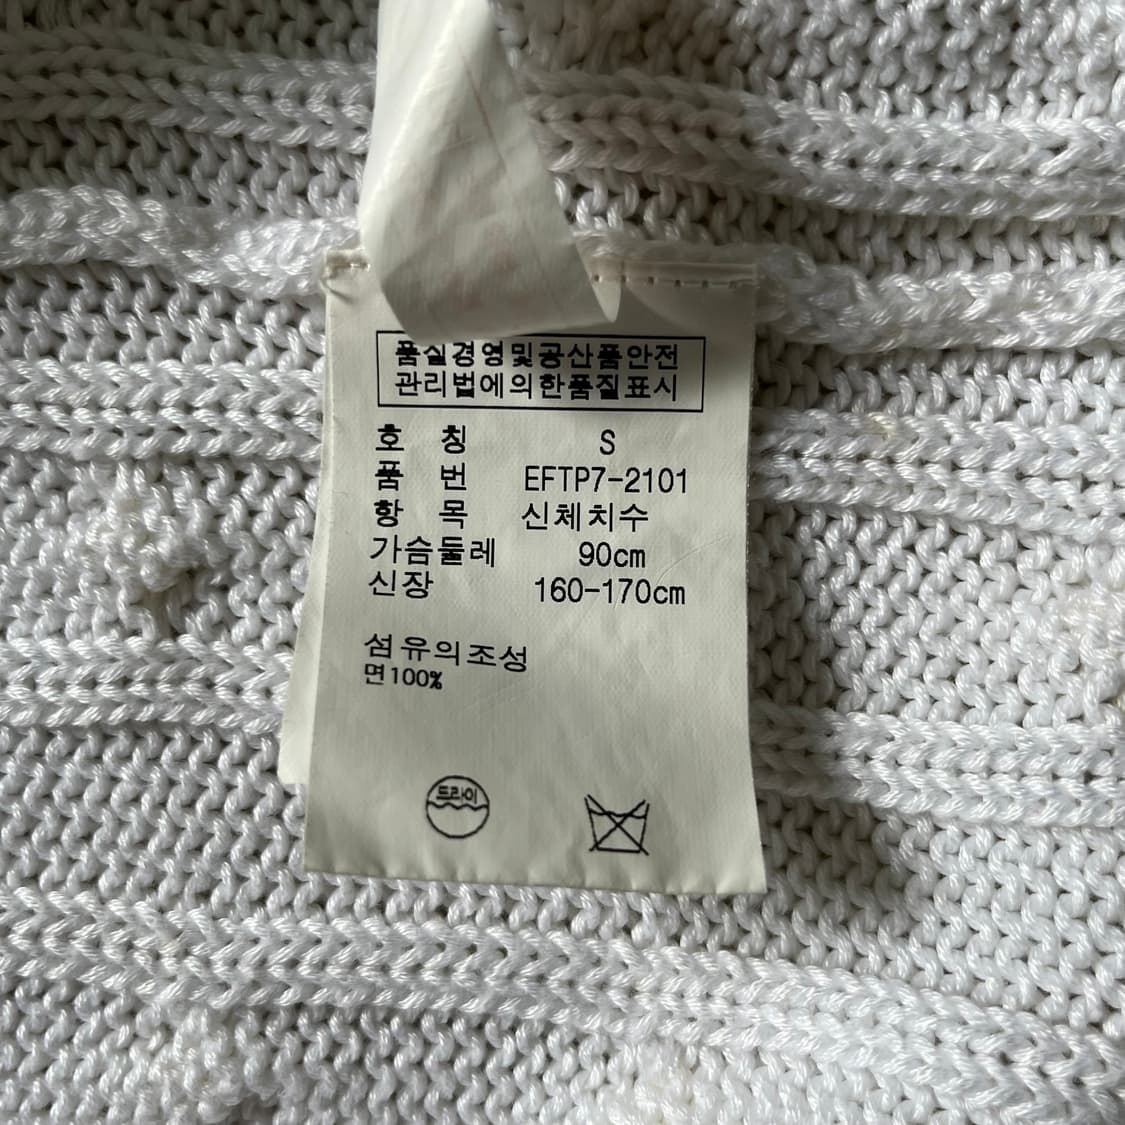 품질경영및공산품안전
관리법에의한품질표시
호 칭 S
품 번 EFTP7-2101
항 목 신체치수
가슴둘레 90cm
신장 160-170cm
섬유의조성
면100%
드라이